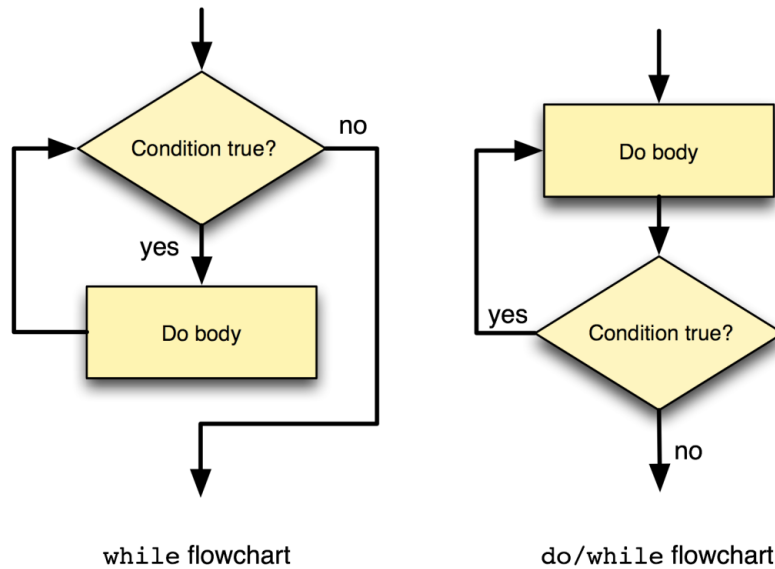 Condition true?
no
yes
Do body
while flowchart
Do body
Condition true?
yes
no
do/while flowchart